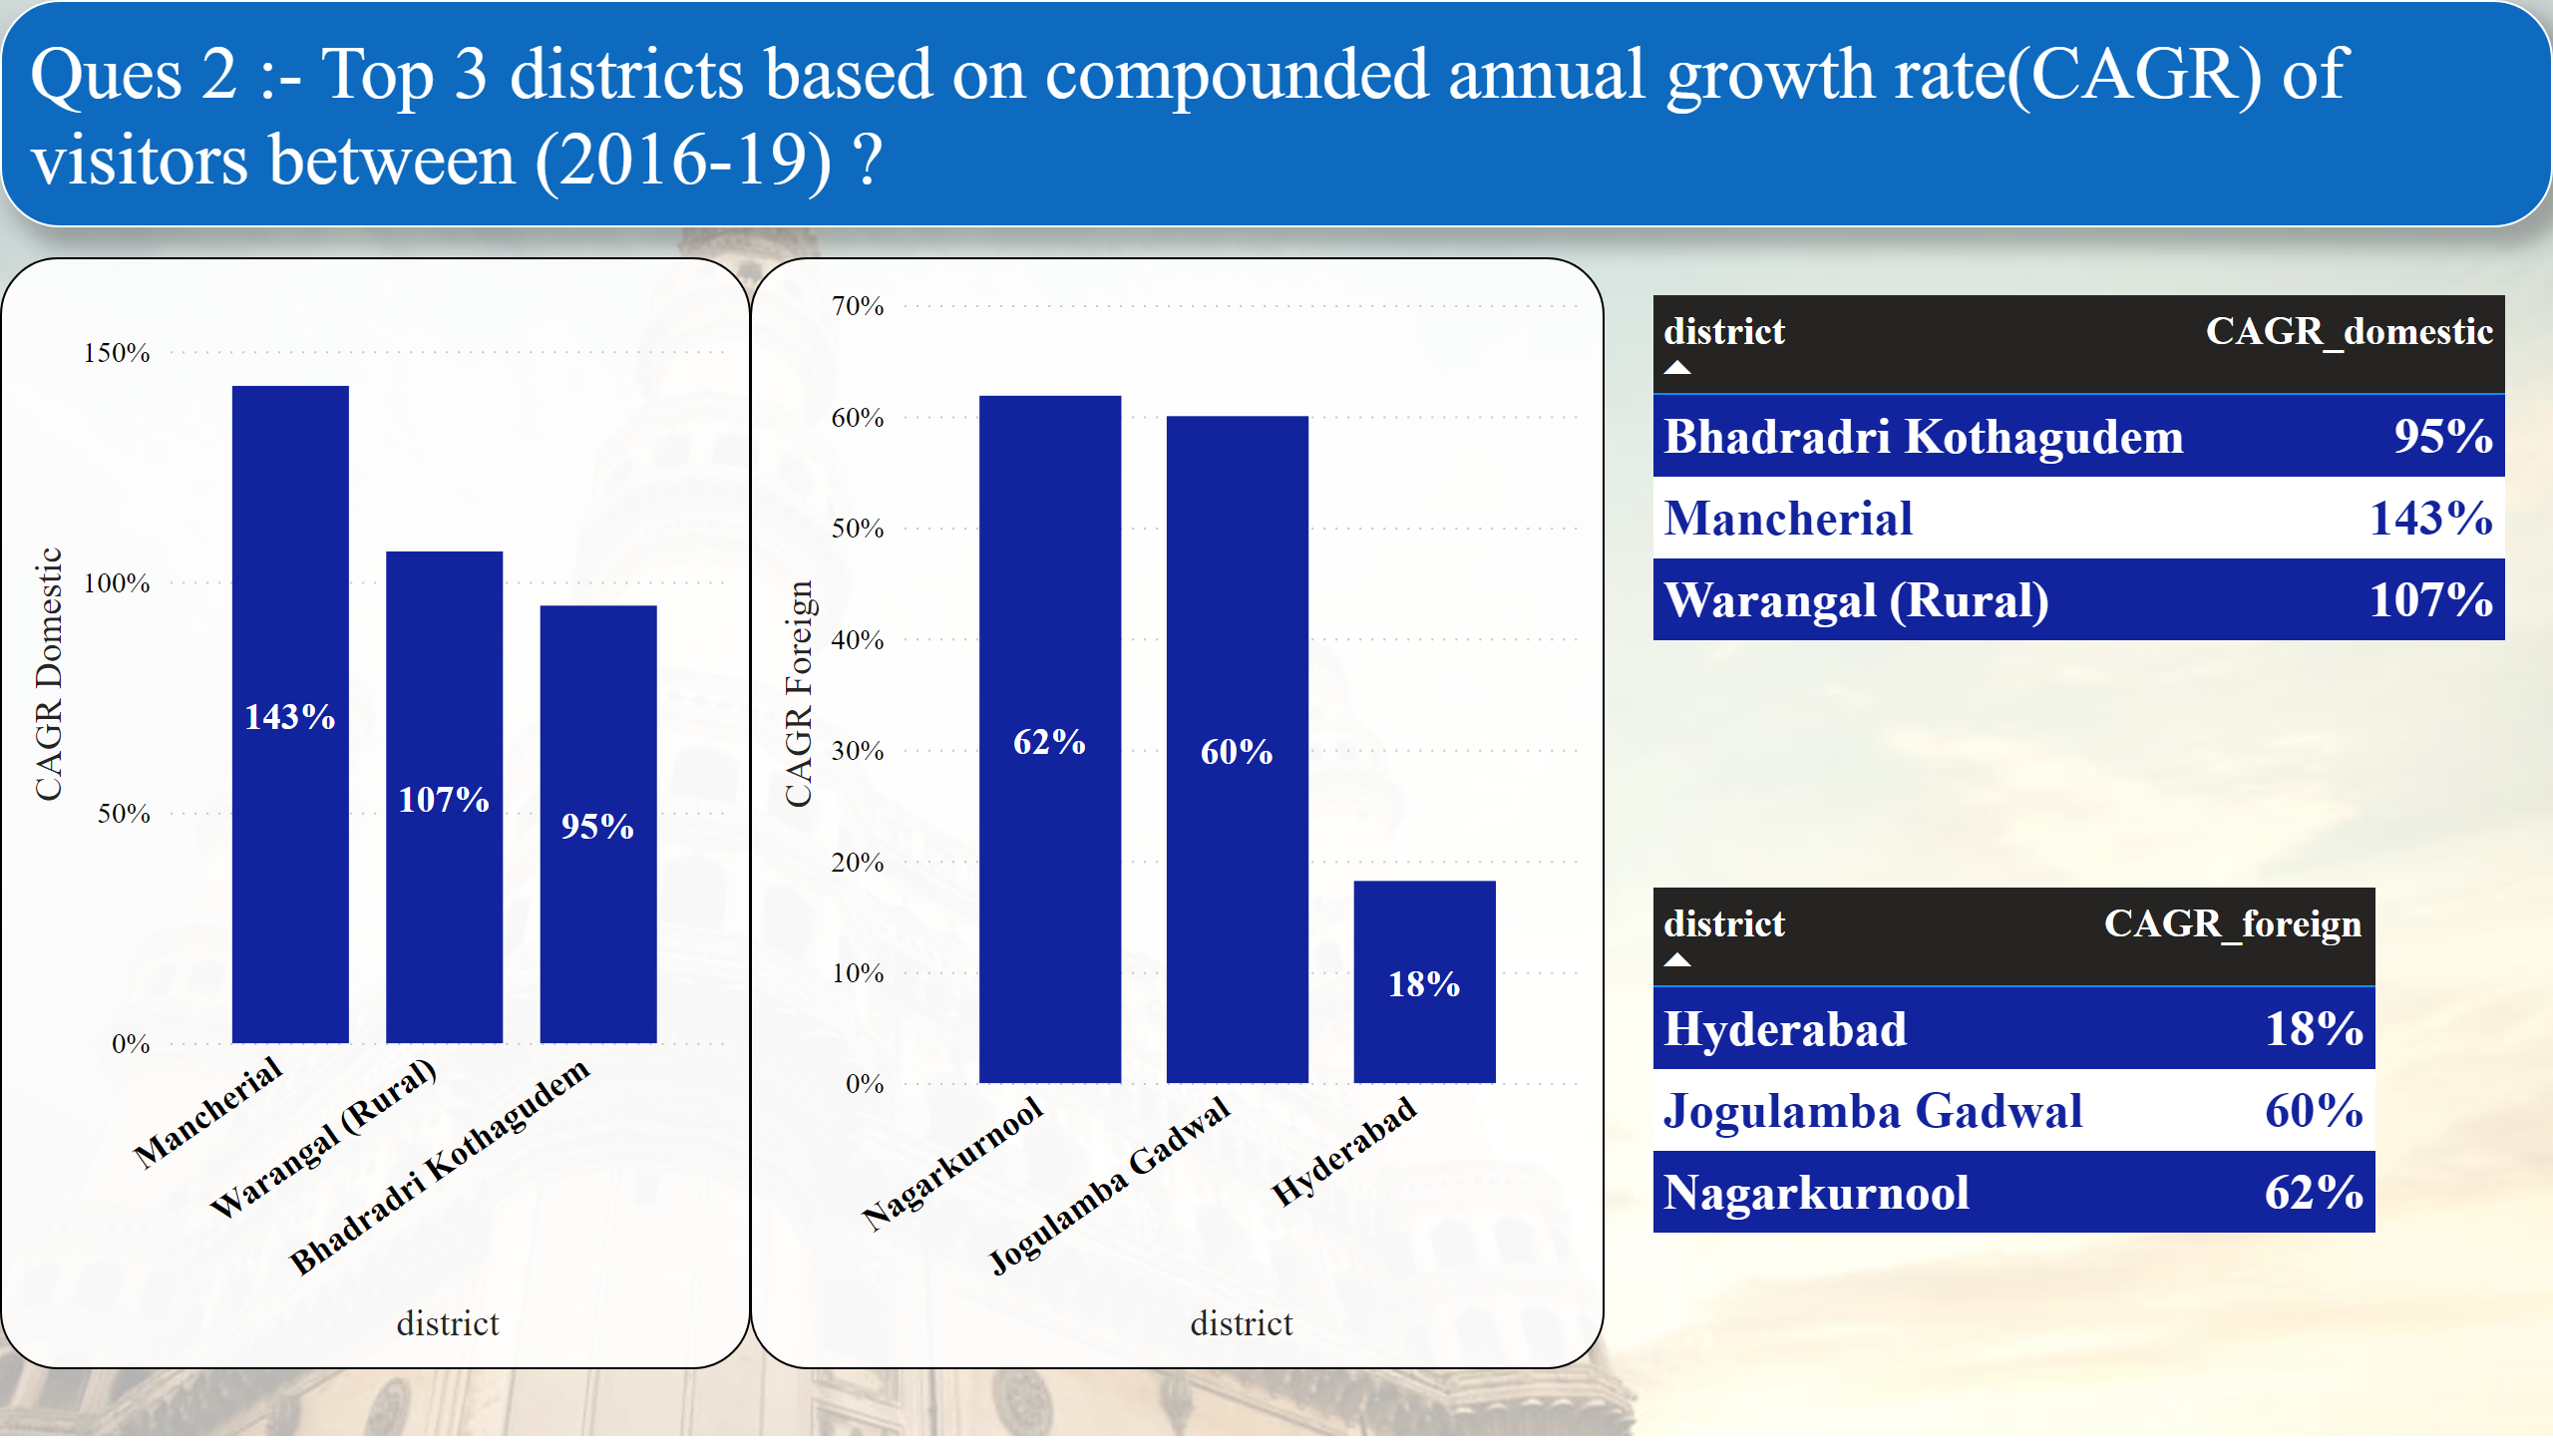 Ques 2 :- Top 3 districts based on compounded annual growth rate(CAGR) of
visitors between (2016-19) ?
CAGR Domestic
150%
100%
50%
0%
143%
107%
95%
Mancherial
Warangal (Rural)
Bhadradri Kothagudem
district
CAGR Foreign
70%
60%
50%
40%
30%
20%
10%
0%
62%
60%
18%
Nagarkurnool
Jogulamba Gadwal
Hyderabad
district
district CAGR_domestic
Bhadradri Kothagudem 95%
Mancherial 143%
Warangal (Rural) 107%
district CAGR_foreign
Hyderabad 18%
Jogulamba Gadwal 60%
Nagarkurnool 62%